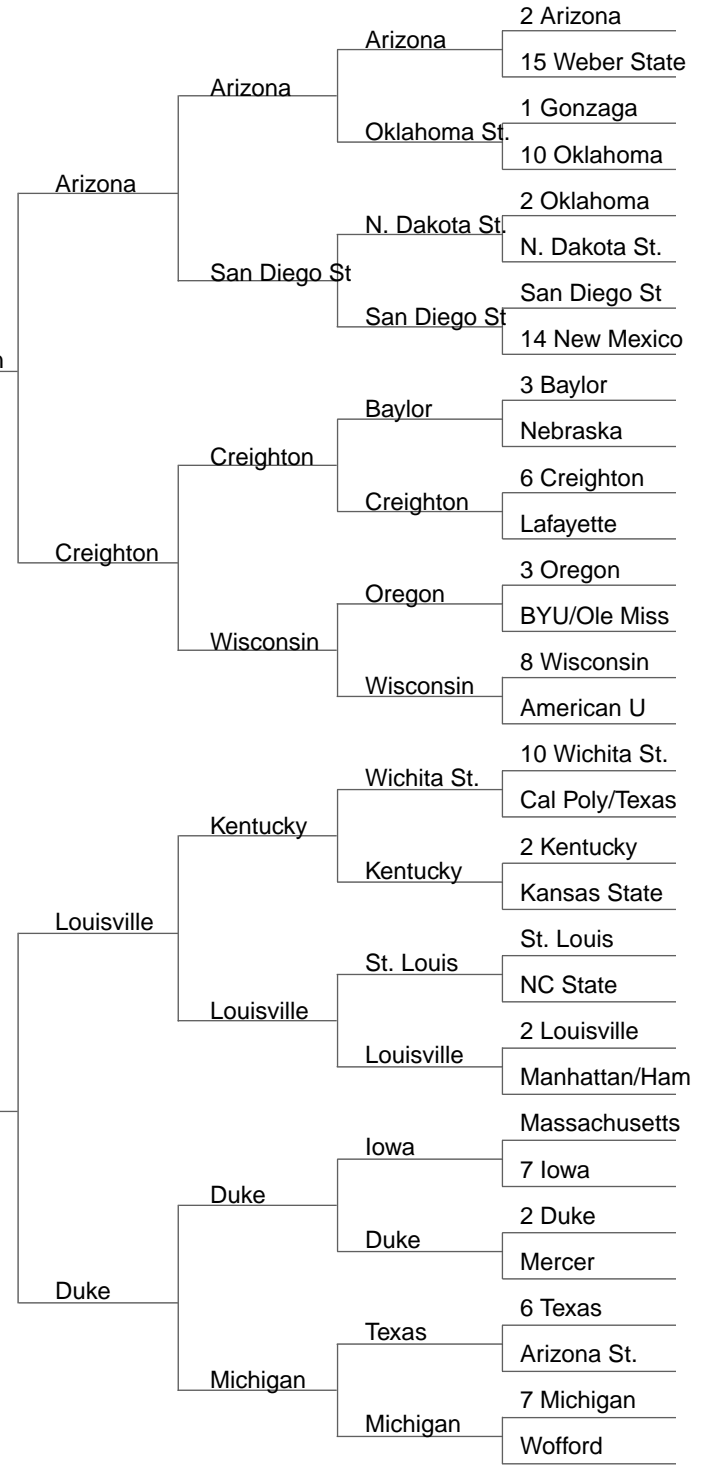 2 Arizona
Arizona
15 Weber State
Arizona
1 Gonzaga
Oklahoma St.
10 Oklahoma
Arizona
2 Oklahoma
N. Dakota St.
N. Dakota St.
San Diego St
San Diego St
San Diego St
14 New Mexico
n
3 Baylor
Baylor
Nebraska
Creighton
6 Creighton
Creighton
Lafayette
Creighton
3 Oregon
Oregon
BYU/Ole Miss
Wisconsin
8 Wisconsin
Wisconsin
American U
10 Wichita St.
Wichita St.
Cal Poly/Texas
Kentucky
2 Kentucky
Kentucky
Kansas State
Louisville
St. Louis
St. Louis
NC State
Louisville
2 Louisville
Louisville
Manhattan/Ham
Massachusetts
Iowa
7 Iowa
Duke
2 Duke
Duke
Mercer
Duke
6 Texas
Texas
Arizona St.
Michigan
7 Michigan
Michigan
Wofford